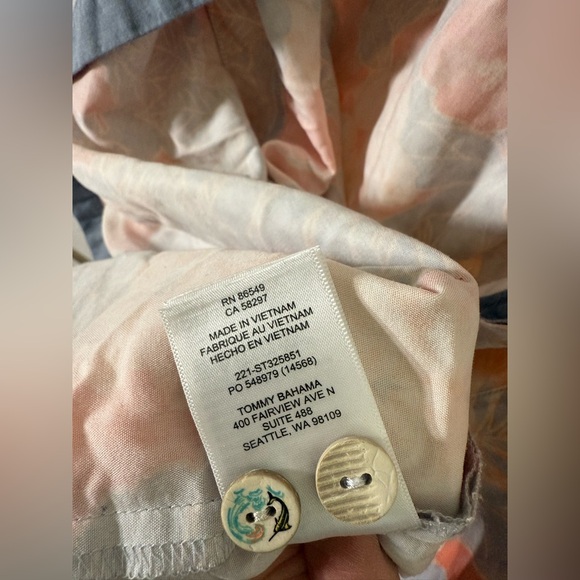 RN 86549
CA 58297
MADE IN VIETNAM
FABRIQUE AU VIETNAM
HECHO EN VIETNAM
221-ST325851
PO 548979 (14568)
TOMMY BAHAMA
400 FAIRVIEW AVE N
SUITE 488
SEATTLE, WA 98109